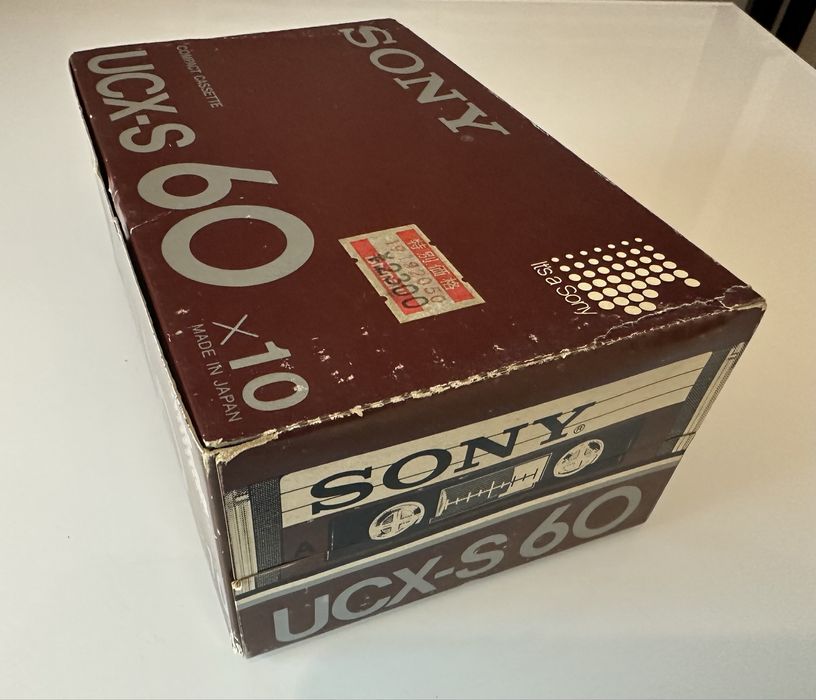 SONY®
COMPACT CASSETTE
UCX-S 60
×10
MADE IN JAPAN
特別価格
It's a Sony
SONY®
A
UCX-S 60